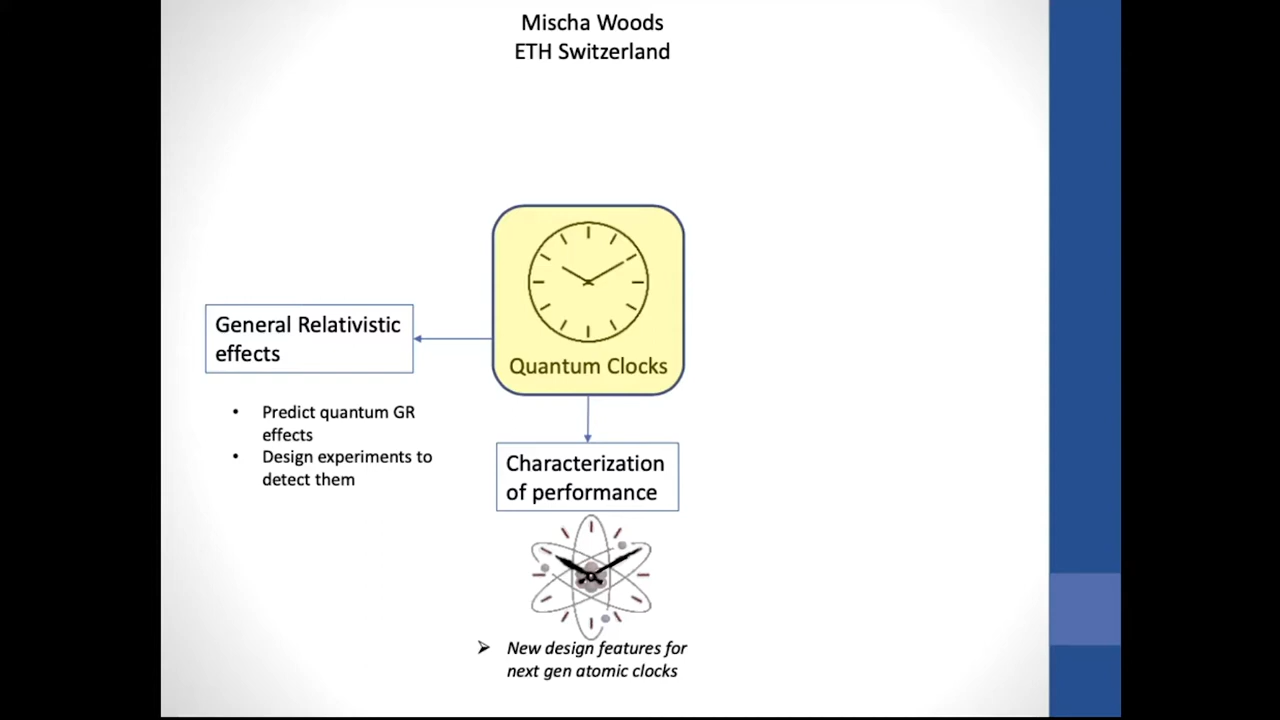 Mischa Woods
ETH Switzerland
Quantum Clocks
General Relativistic
effects
• Predict quantum GR
effects
• Design experiments to
detect them
Characterization
of performance
➢ New design features for
next gen atomic clocks